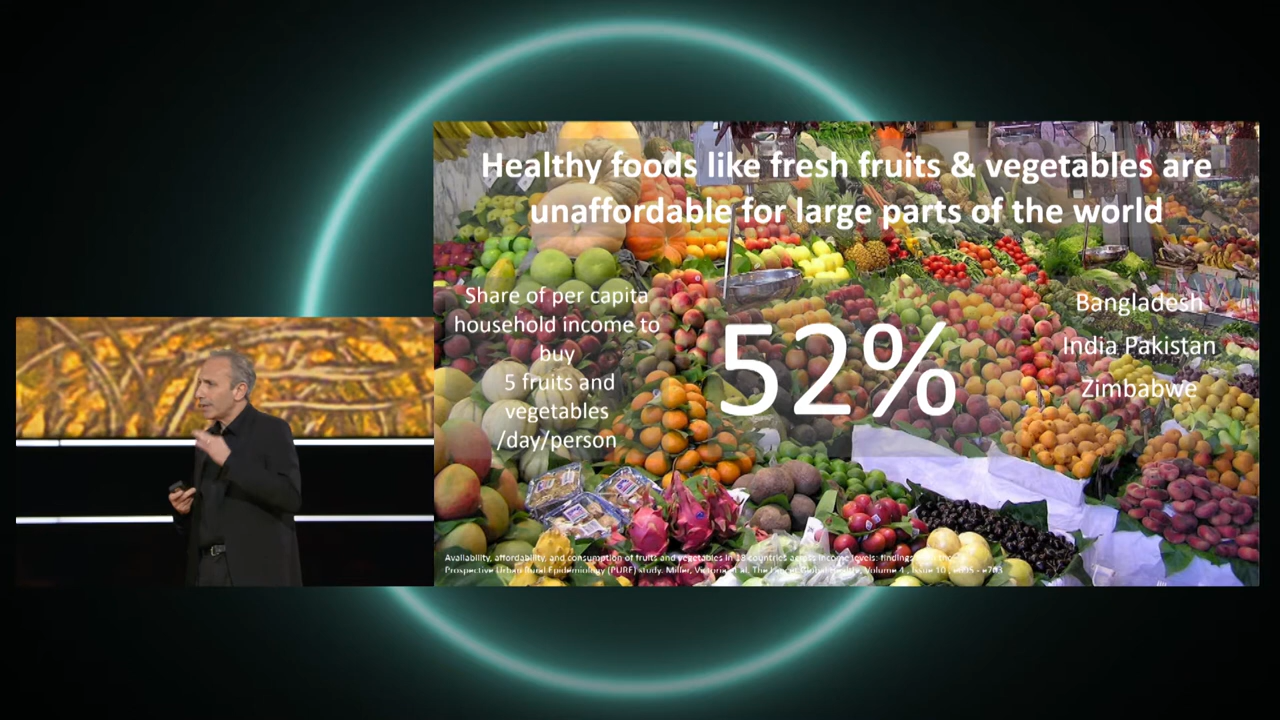 Healthy foods like fresh fruits & vegetables are
unaffordable for large parts of the world
Share of per capita
household income to
buy
5 fruits and
vegetables
/day/person
52%
Bangladesh
India Pakistan
Zimbabwe
Availability, affordability, and consumption of fruits and vegetables in 18 countries across income levels: findings
Prospective Urban Rural Epidemiology (PURE) study. Miller, Victoria et al. The Lancet Global Health, Volume 4, Issue 10, e695 - e703